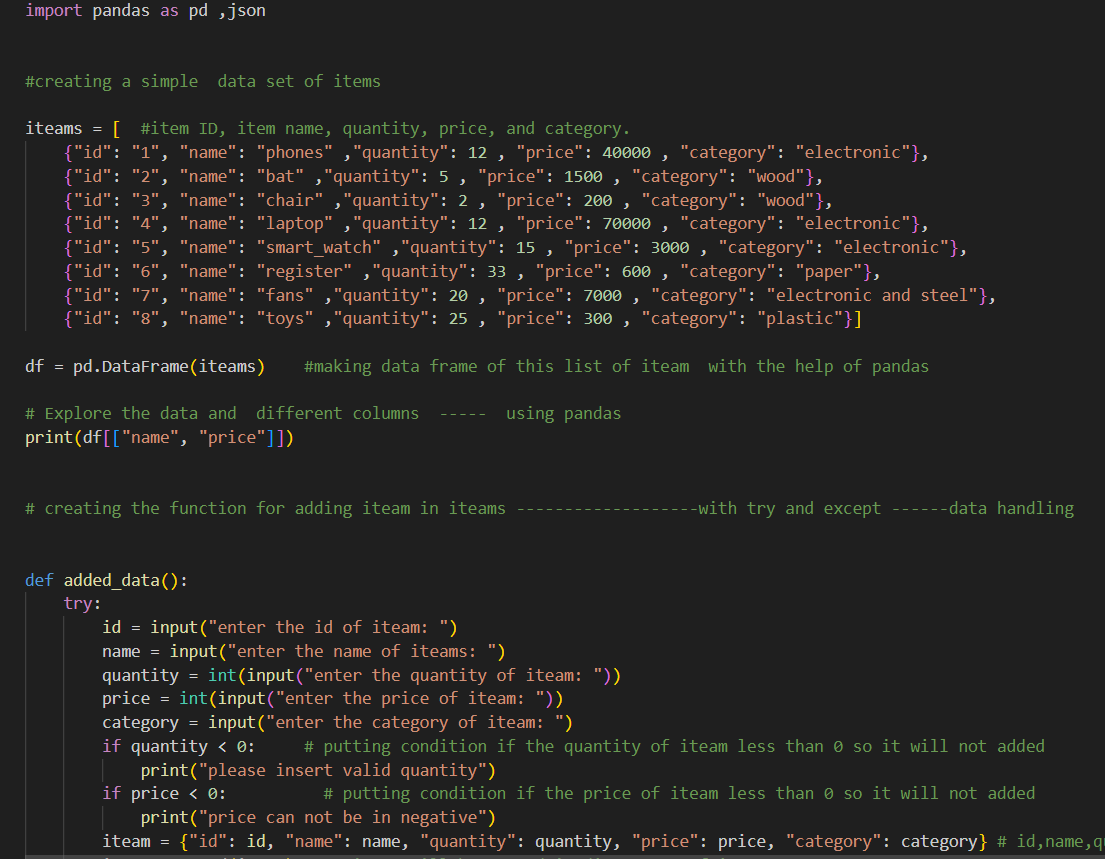 import pandas as pd ,json
#creating a simple  data set of items
iteams = [  #item ID, item name, quantity, price, and category.
    {"id": "1", "name": "phones" ,"quantity": 12 , "price": 40000 , "category": "electronic"},
    {"id": "2", "name": "bat" ,"quantity": 5 , "price": 1500 , "category": "wood"},
    {"id": "3", "name": "chair" ,"quantity": 2 , "price": 200 , "category": "wood"},
    {"id": "4", "name": "laptop" ,"quantity": 12 , "price": 70000 , "category": "electronic"},
    {"id": "5", "name": "smart_watch" ,"quantity": 15 , "price": 3000 , "category": "electronic"},
    {"id": "6", "name": "register" ,"quantity": 33 , "price": 600 , "category": "paper"},
    {"id": "7", "name": "fans" ,"quantity": 20 , "price": 7000 , "category": "electronic and steel"},
    {"id": "8", "name": "toys" ,"quantity": 25 , "price": 300 , "category": "plastic"}]
df = pd.DataFrame(iteams)    #making data frame of this list of iteam  with the help of pandas
# Explore the data and  different columns  -----  using pandas
print(df[["name", "price"]])
# creating the function for adding iteam in iteams -------------------with try and except ------data handling
def added_data():
    try:
        id = input("enter the id of iteam: ")
        name = input("enter the name of iteams: ")
        quantity = int(input("enter the quantity of iteam: "))
        price = int(input("enter the price of iteam: "))
        category = input("enter the category of iteam: ")
        if quantity < 0:     # putting condition if the quantity of iteam less than 0 so it will not added
            print("please insert valid quantity")
        if price < 0:          # putting condition if the price of iteam less than 0 so it will not added
            print("price can not be in negative")
        iteam = {"id": id, "name": name, "quantity": quantity, "price": price, "category": category} # id,name,q